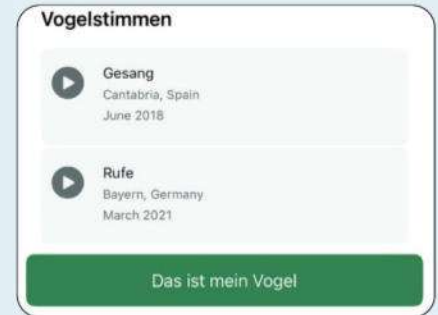 Vogelstimmen
Gesang
Cantabria, Spain
June 2018
Rufe
Bayern, Germany
March 2021
Das ist mein Vogel